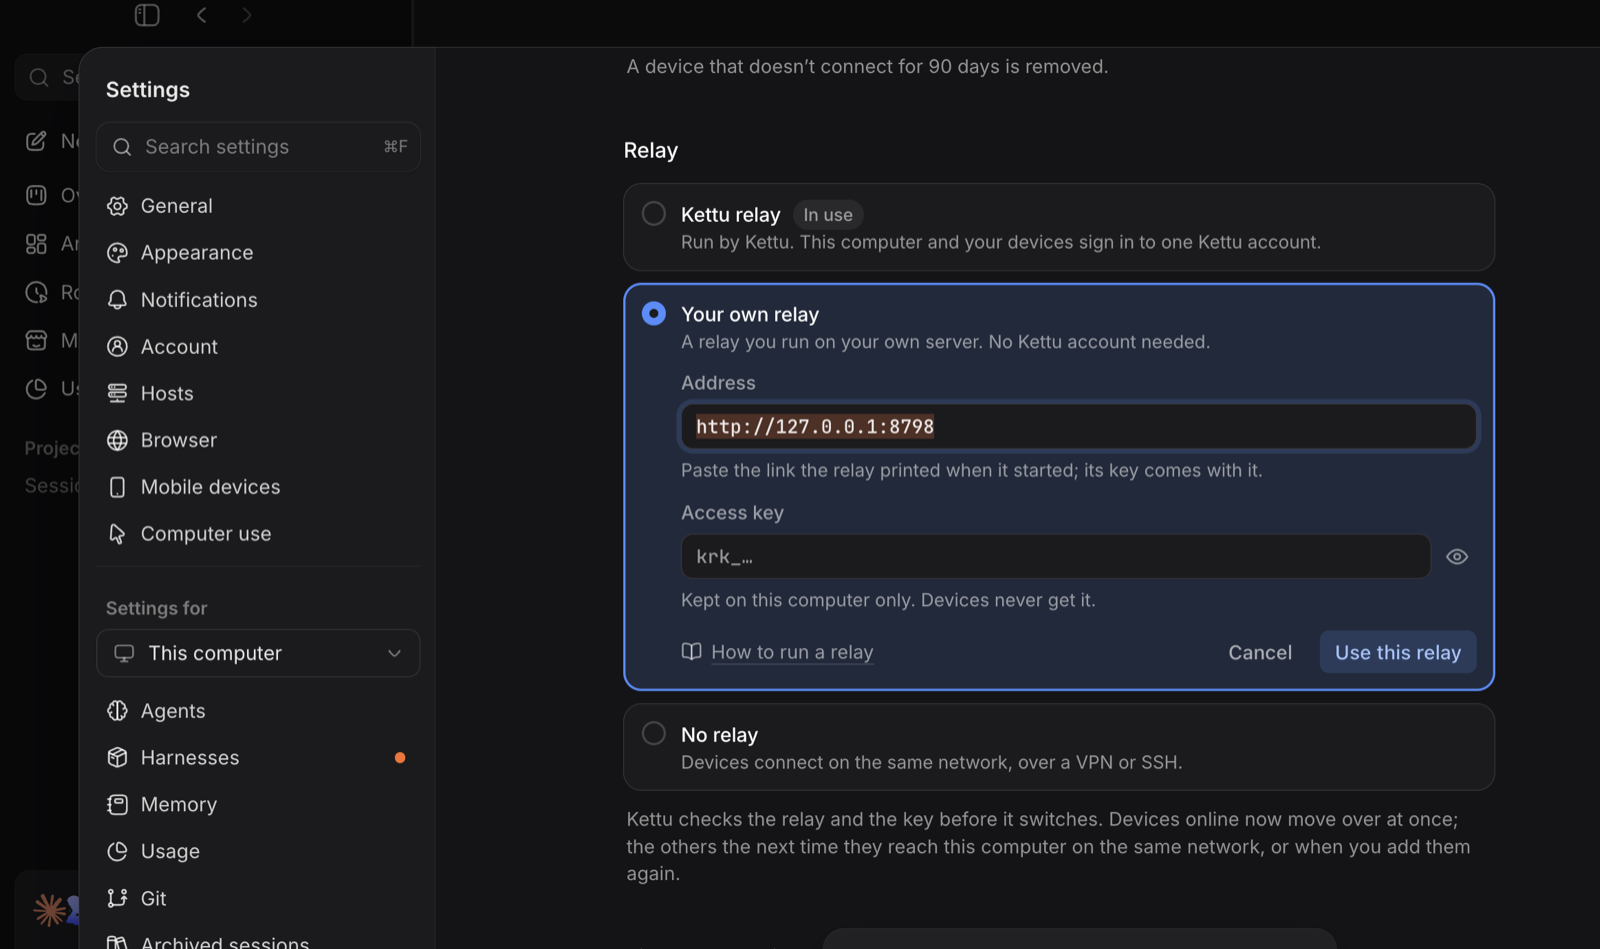 Settings
Search settings ⌘F
General
Appearance
Notifications
Account
Hosts
Browser
Mobile devices
Computer use
Settings for
This computer
Agents
Harnesses
Memory
Usage
Git
Archived sessions
A device that doesn’t connect for 90 days is removed.
Relay
Kettu relay In use
Run by Kettu. This computer and your devices sign in to one Kettu account.
Your own relay
A relay you run on your own server. No Kettu account needed.
Address
http://127.0.0.1:8798
Paste the link the relay printed when it started; its key comes with it.
Access key
krk_…
Kept on this computer only. Devices never get it.
How to run a relay
Cancel
Use this relay
No relay
Devices connect on the same network, over a VPN or SSH.
Kettu checks the relay and the key before it switches. Devices online now move over at once;
the others the next time they reach this computer on the same network, or when you add them
again.